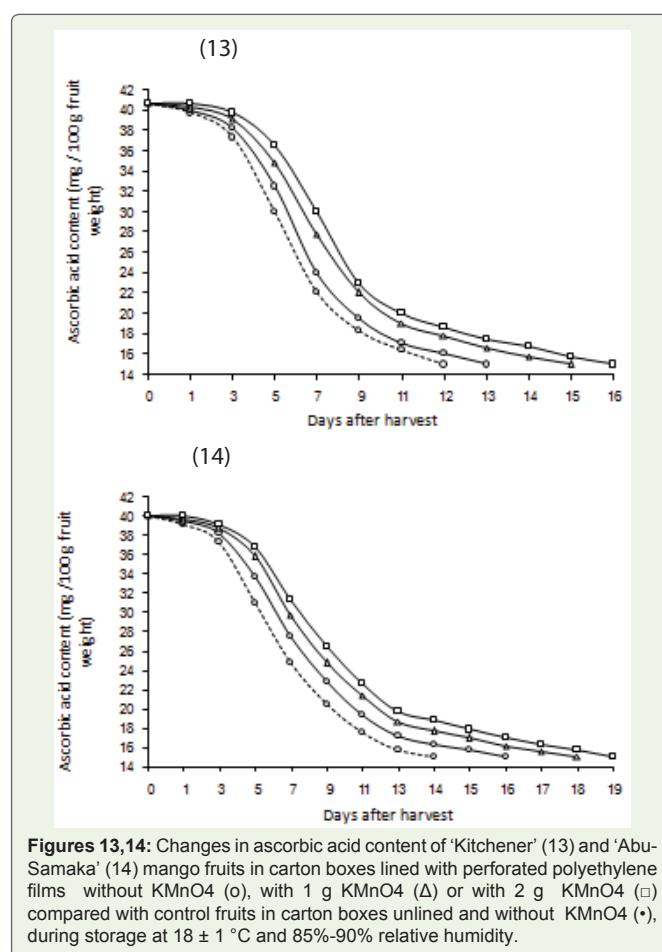 (13)
Ascorbic acid content (mg / 100 g fruit
weight)
42
40
38
36
34
32
30
28
26
24
22
20
18
16
14
0 1 3 5 7 9 11 12 13 14 15 16
Days after harvest
(14)
Ascorbic acid content (mg /100 g fruit
weight)
42
40
38
36
34
32
30
28
26
24
22
20
18
16
14
0 1 3 5 7 9 11 13 14 15 16 17 18 19
Days after harvest
Figures 13,14: Changes in ascorbic acid content of ‘Kitchener’ (13) and ‘Abu-
Samaka’ (14) mango fruits in carton boxes lined with perforated polyethylene
films without KMnO4 (o), with 1 g KMnO4 (Δ) or with 2 g KMnO4 (□)
compared with control fruits in carton boxes unlined and without KMnO4 (•),
during storage at 18 ± 1 °C and 85%-90% relative humidity.